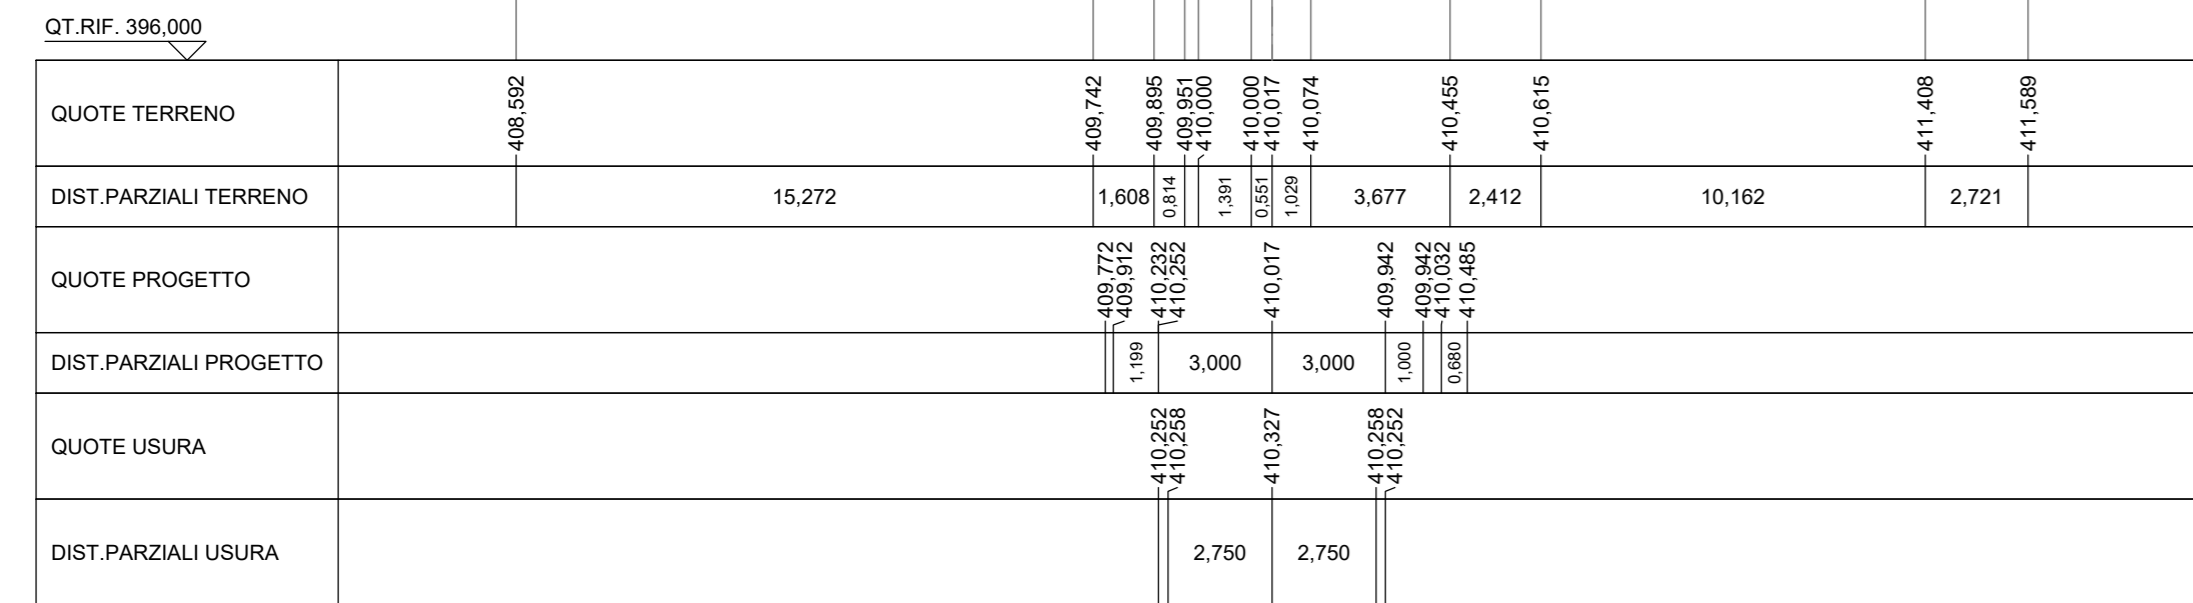 QT.RIF. 396,000
QUOTE TERRENO 408,592 409,742 409,895 409,951 410,000 410,000 410,017 410,074 410,455 410,615 411,408 411,589
DIST.PARZIALI TERRENO 15,272 1,608 0,814 1,391 0,551 1,029 3,677 2,412 10,162 2,721
QUOTE PROGETTO 409,772 409,912 410,232 410,252 410,017 409,942 409,942 410,032 410,485
DIST.PARZIALI PROGETTO 1,199 3,000 3,000 1,000 0,680
QUOTE USURA 410,252 410,258 410,327 410,258 410,252
DIST.PARZIALI USURA 2,750 2,750